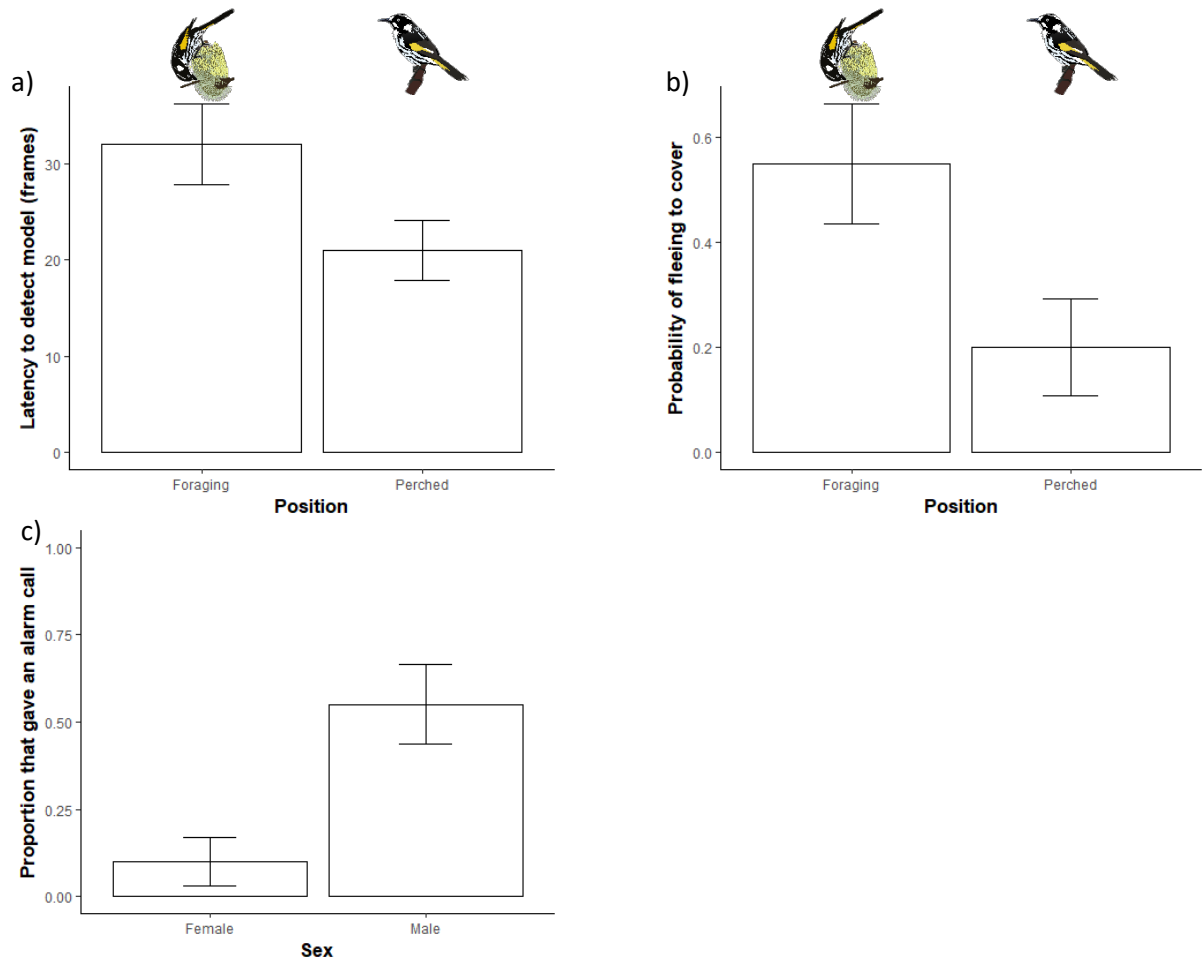 a)
Latency to detect model (frames)
30
20
10
0
Foraging
Perched
Position
b)
Probability of fleeing to cover
0.6
0.4
0.2
0.0
Foraging
Perched
Position
c)
Proportion that gave an alarm call
1.00
0.75
0.50
0.25
0.00
Female
Male
Sex